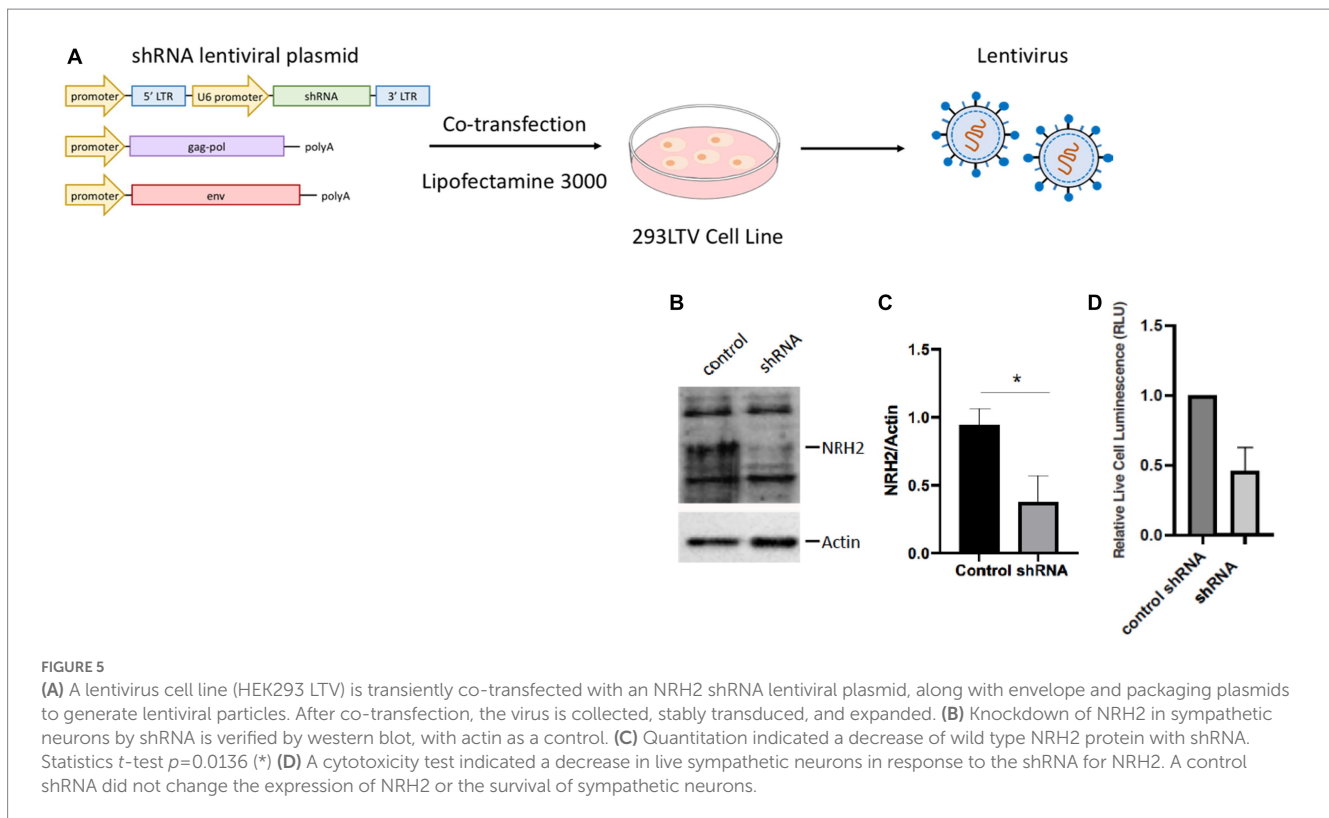 A
shRNA lentiviral plasmid
promoter 5' LTR U6 promoter shRNA 3' LTR
promoter gag-pol polyA
promoter env polyA
Co-transfection
Lipofectamine 3000
293LTV Cell Line
Lentivirus
B
control shRNA
NRH2
Actin
C
NRH2/Actin
1.5
1.0
0.5
0.0
*
Control shRNA
D
Relative Live Cell Luminescence (RLU)
1.5
1.0
0.5
0.0
control shRNA
shRNA
FIGURE 5
(A) A lentivirus cell line (HEK293 LTV) is transiently co-transfected with an NRH2 shRNA lentiviral plasmid, along with envelope and packaging plasmids
to generate lentiviral particles. After co-transfection, the virus is collected, stably transduced, and expanded. (B) Knockdown of NRH2 in sympathetic
neurons by shRNA is verified by western blot, with actin as a control. (C) Quantitation indicated a decrease of wild type NRH2 protein with shRNA.
Statistics t-test p=0.0136 (*) (D) A cytotoxicity test indicated a decrease in live sympathetic neurons in response to the shRNA for NRH2. A control
shRNA did not change the expression of NRH2 or the survival of sympathetic neurons.